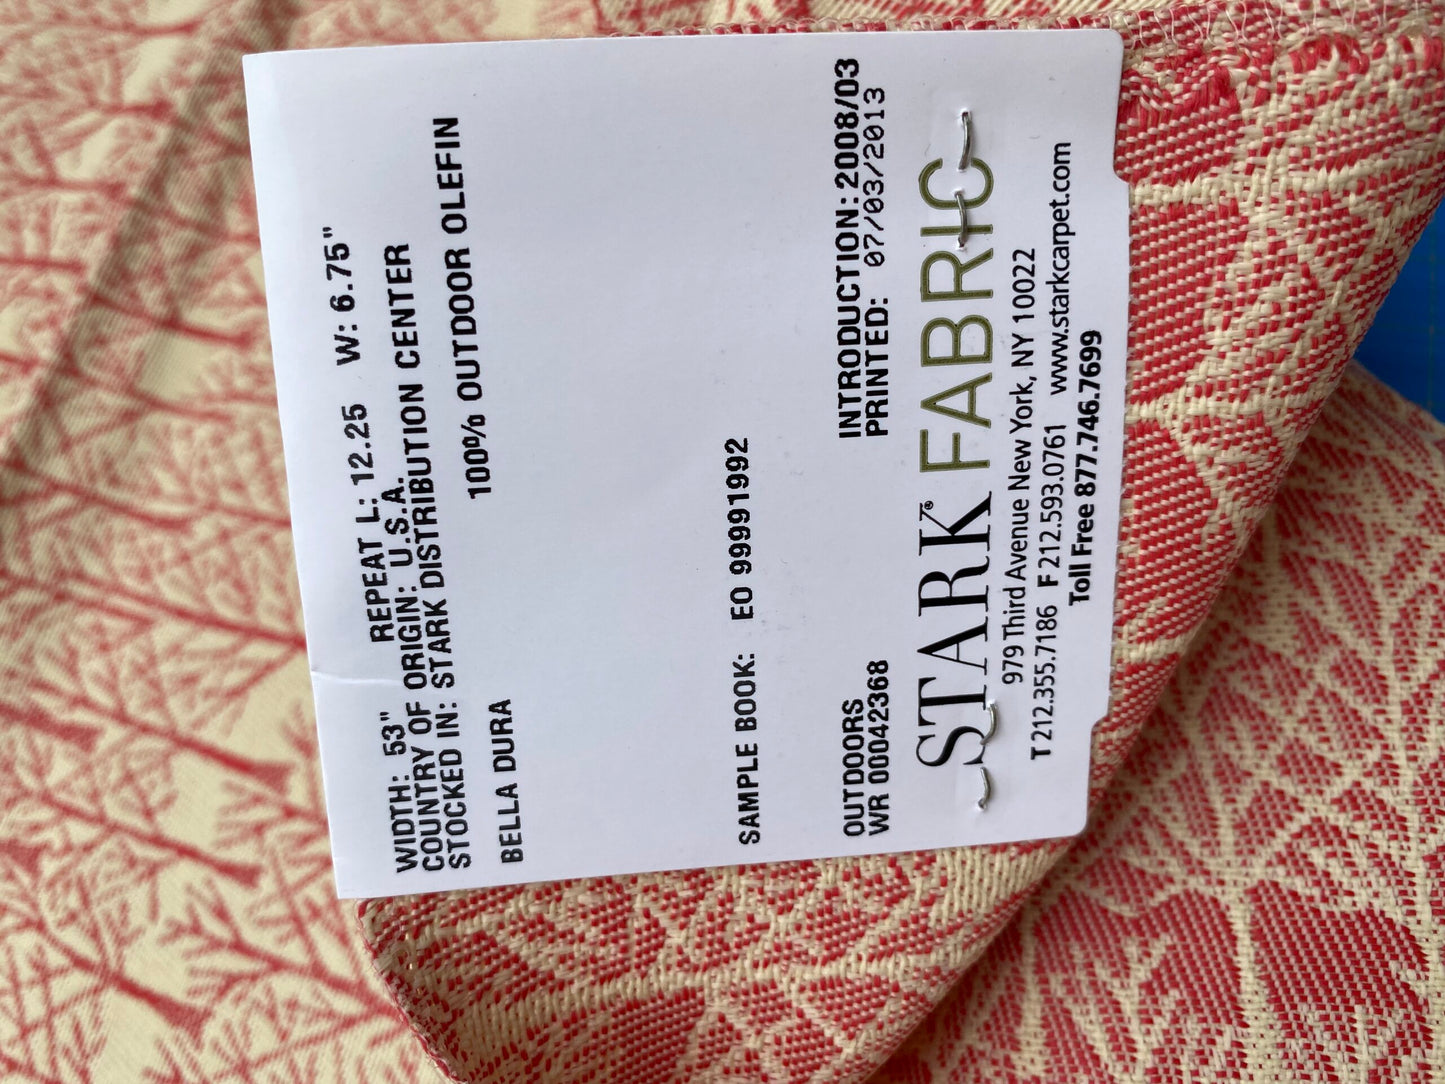 WIDTH: 53" REPEAT L: 12.25 W: 6.75"
COUNTRY OF ORIGIN: U.S.A.
STOCKED IN: STARK DISTRIBUTION CENTER
BELLA DURA 100% OUTDOOR OLEFIN
SAMPLE BOOK: EO 99991992
OUTDOORS INTRODUCTION: 2008/03
WR 00042368 PRINTED: 07/03/2013
STARK® FABRIC
979 Third Avenue New York, NY 10022
T 212.355.7186 F 212.593.0761 www.starkcarpet.com
Toll Free 877.746.7699